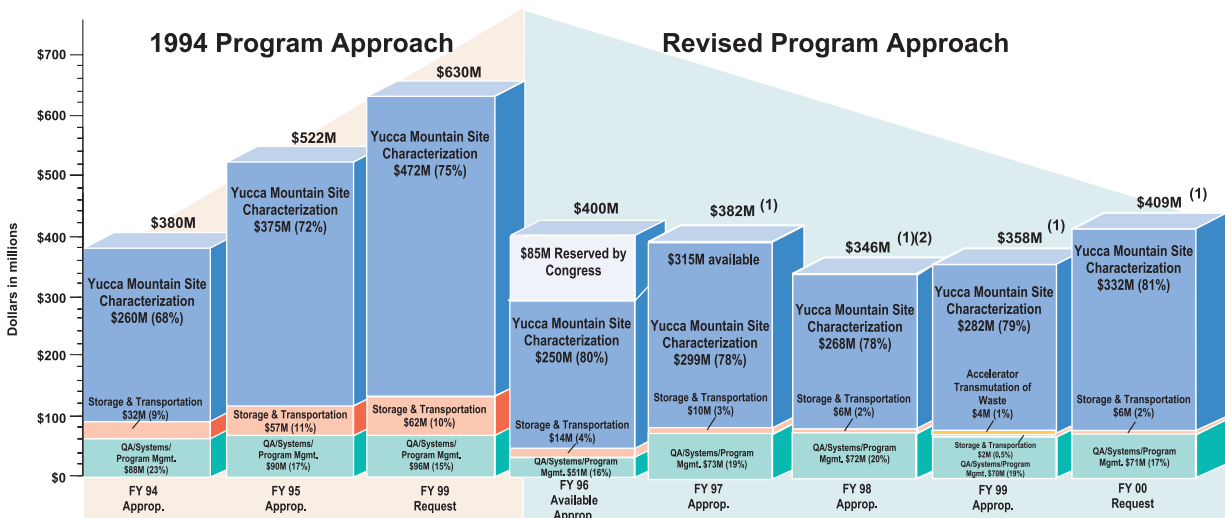 1994 Program Approach
Revised Program Approach
Dollars in millions
$700
$600
$500
$400
$300
$200
$100
$0
$380M
Yucca Mountain Site
Characterization
$260M (68%)
Storage & Transportation
$32M (9%)
QA/Systems/
Program Mgmt.
$88M (23%)
FY 94
Approp.
$522M
Yucca Mountain Site
Characterization
$375M (72%)
Storage & Transportation
$57M (11%)
QA/Systems/
Program Mgmt.
$90M (17%)
FY 95
Approp.
$630M
Yucca Mountain Site
Characterization
$472M (75%)
Storage & Transportation
$62M (10%)
QA/Systems/
Program Mgmt.
$96M (15%)
FY 99
Request
$400M
$85M Reserved by
Congress
Yucca Mountain Site
Characterization
$250M (80%)
Storage & Transportation
$14M (4%)
QA/Systems/Program
Mgmt. $51M (16%)
FY 96
Available
Approp.
$382M (1)
$315M available
Yucca Mountain Site
Characterization
$299M (78%)
Storage & Transportation
$10M (3%)
QA/Systems/Program
Mgmt. $73M (19%)
FY 97
Approp.
$346M (1)(2)
Yucca Mountain Site
Characterization
$268M (78%)
Storage & Transportation
$6M (2%)
QA/Systems/Program
Mgmt. $72M (20%)
FY 98
Approp.
$358M (1)
Yucca Mountain Site
Characterization
$282M (79%)
Accelerator
Transmutation of
Waste
$4M (1%)
Storage & Transportation
$2M (0.5%)
QA/Systems/Program
Mgmt. $70M (19%)
FY 99
Approp.
$409M (1)
Yucca Mountain Site
Characterization
$332M (81%)
Storage & Transportation
$6M (2%)
QA/Systems/Program
Mgmt. $71M (17%)
FY 00
Request